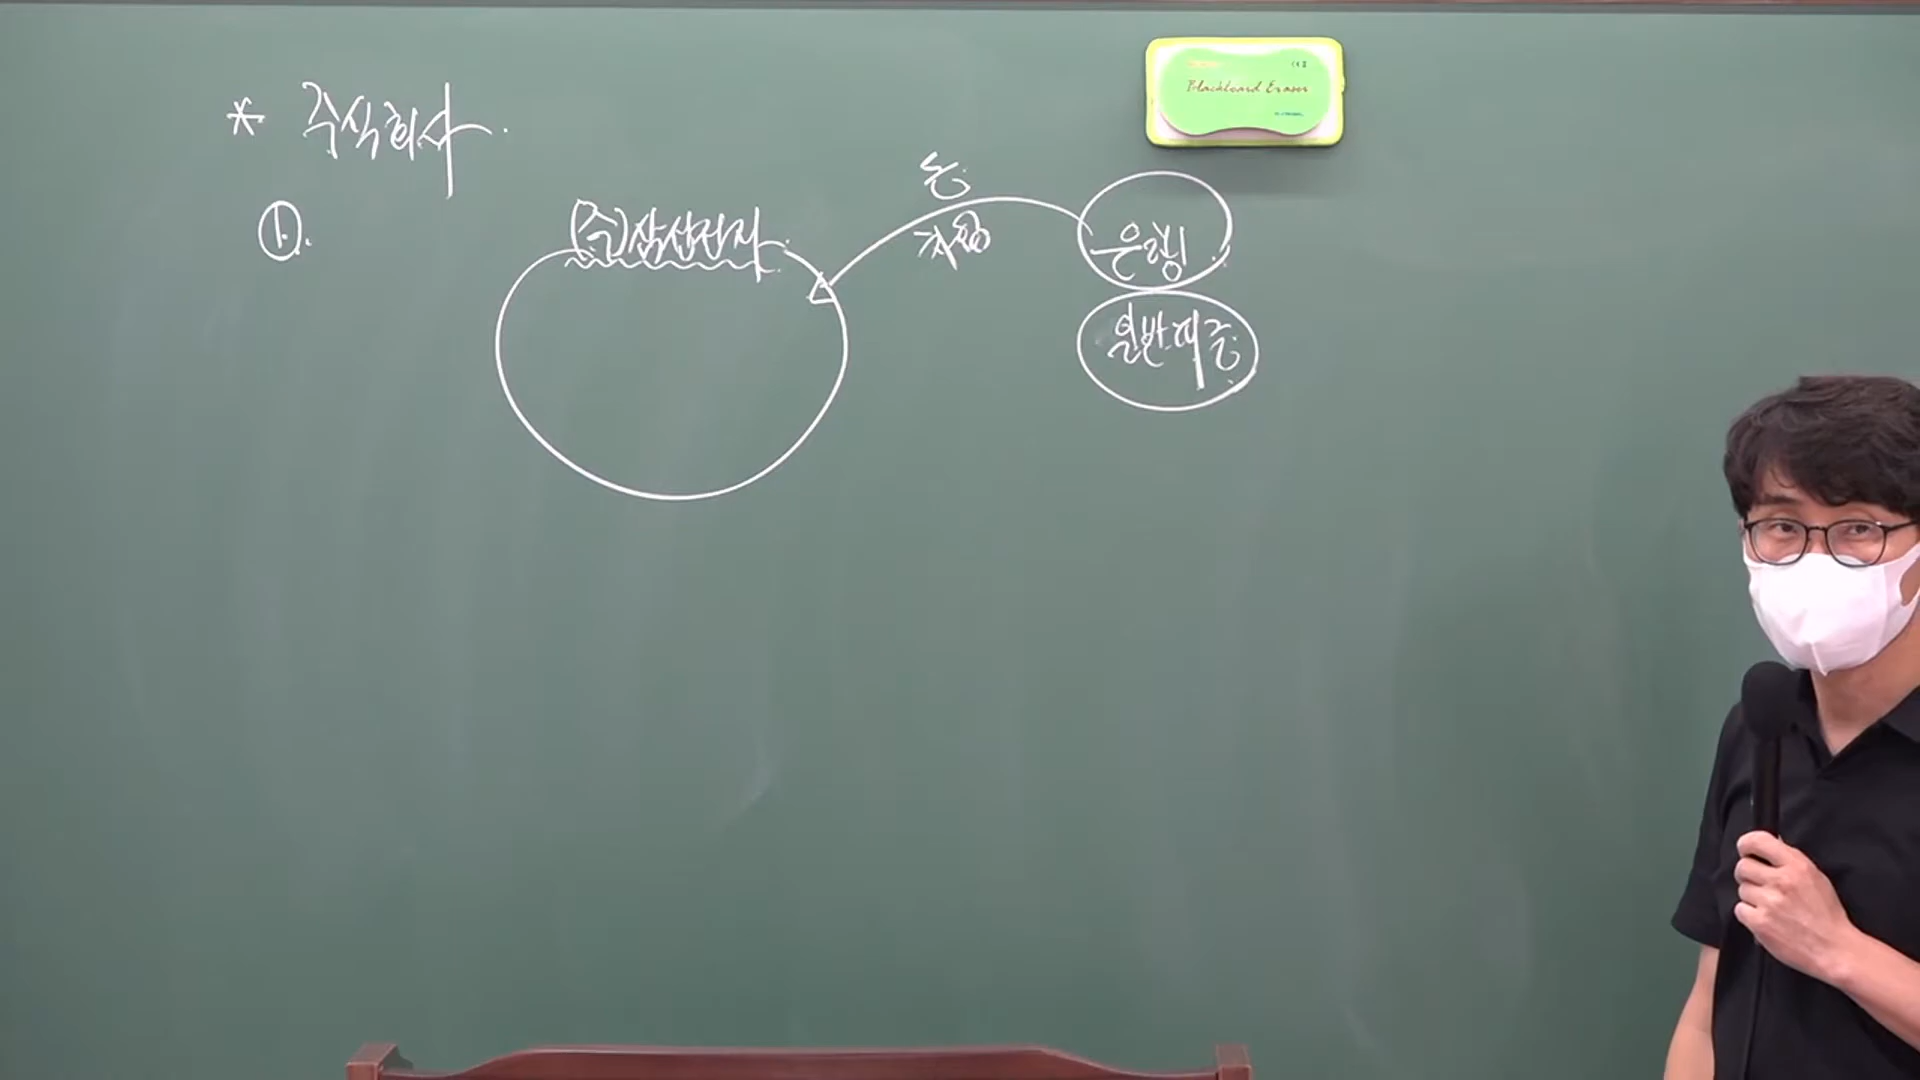 * 주식회사.
①.
㈜삼성전자.
돈
차용
은행
일반대중
Blackboard Eraser